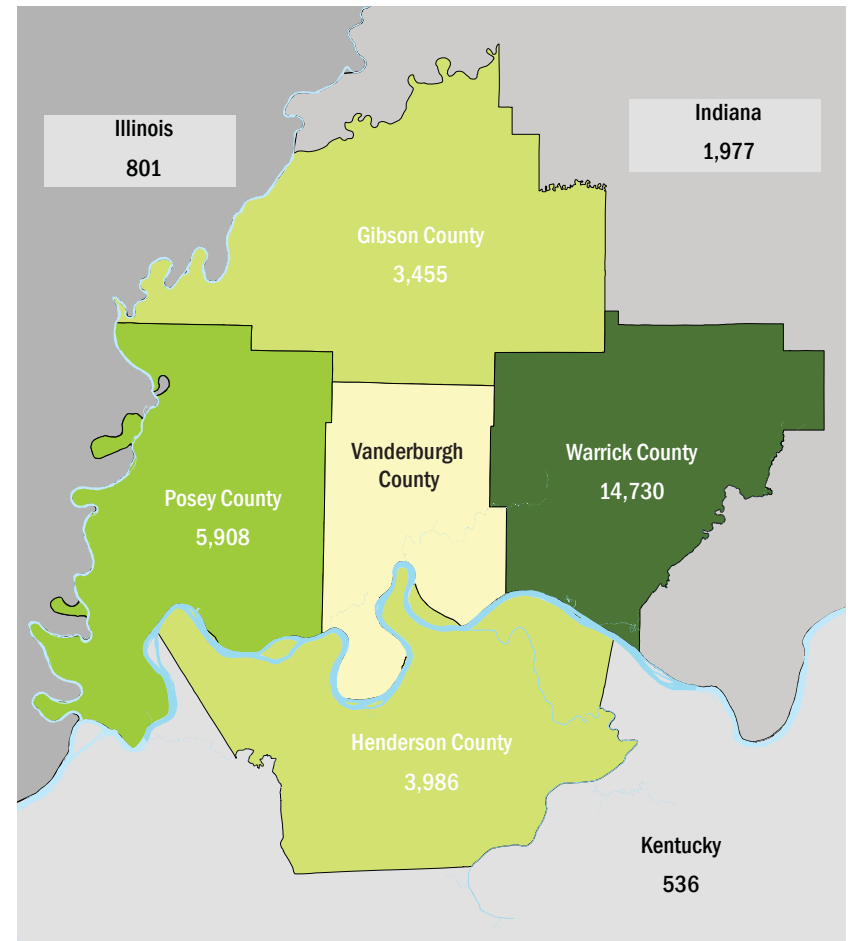 Illinois
801
Indiana
1,977
Gibson County
3,455
Vanderburgh
County
Warrick County
14,730
Posey County
5,908
Henderson County
3,986
Kentucky
536